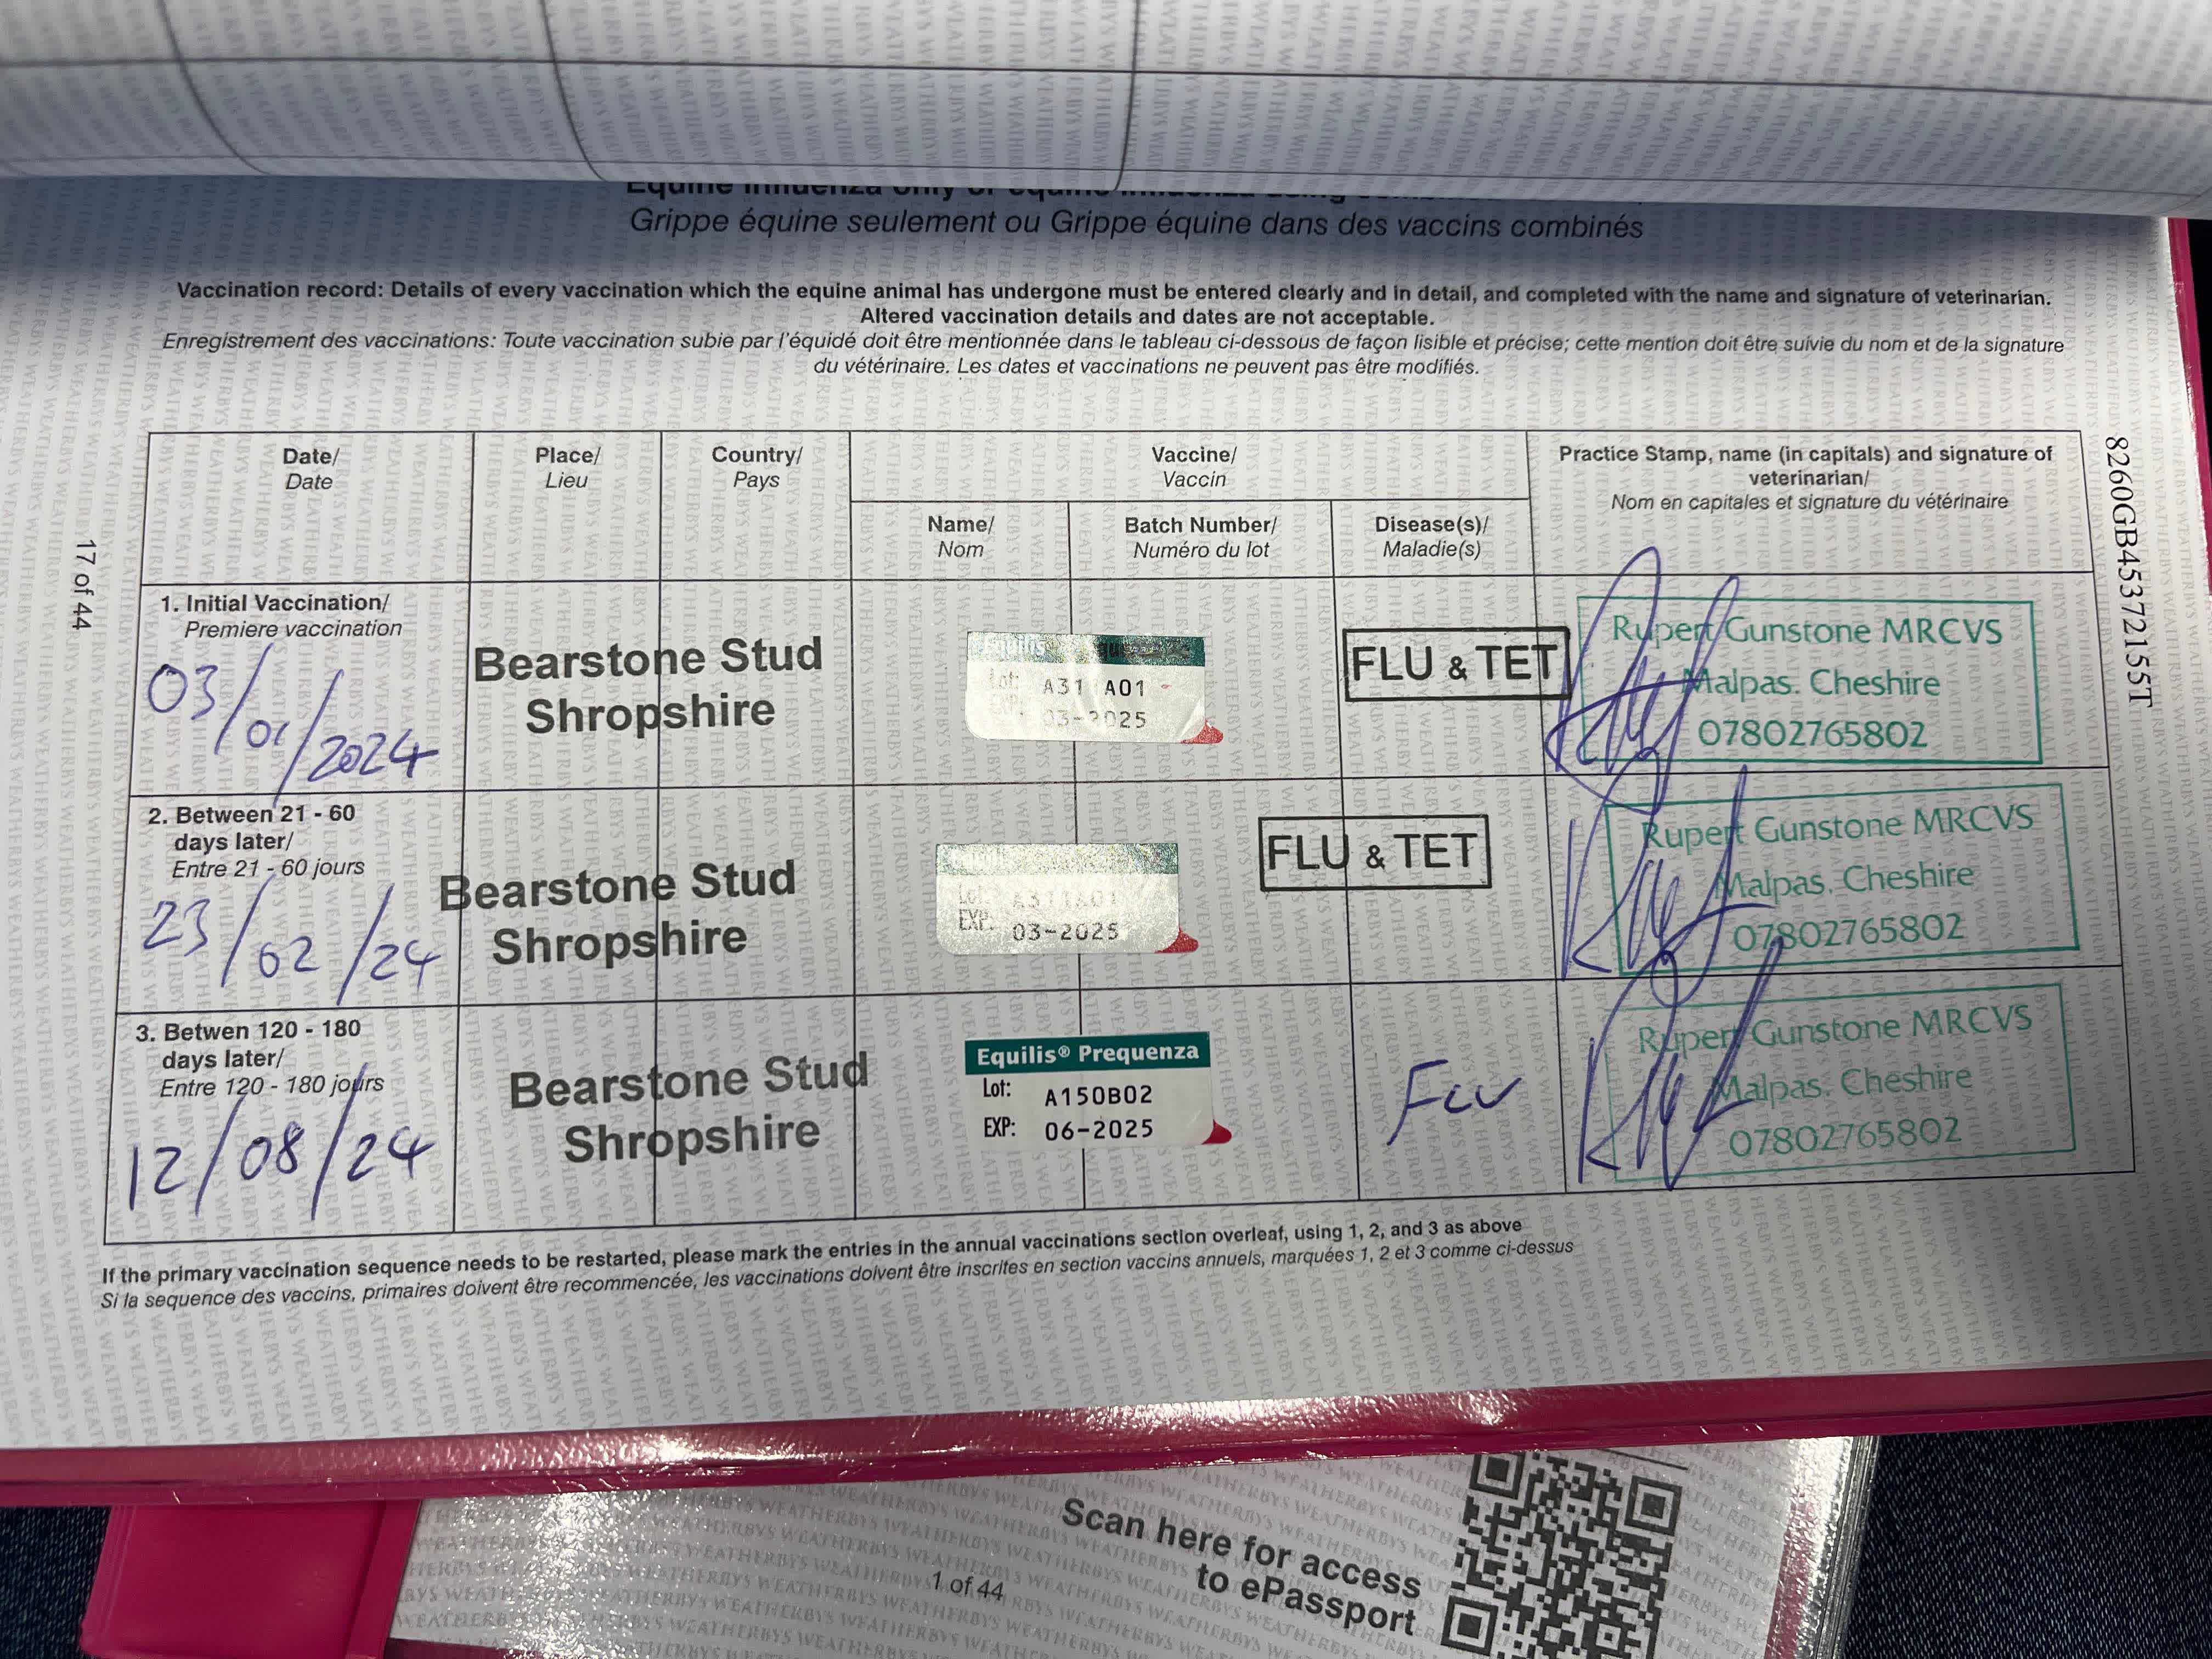 Grippe équine seulement ou Grippe équine dans des vaccins combinés
Vaccination record: Details of every vaccination which the equine animal has undergone must be entered clearly and in detail, and completed with the name and signature of veterinarian.
Altered vaccination details and dates are not acceptable.
Enregistrement des vaccinations: Toute vaccination subie par l'équidé doit être mentionnée dans le tableau ci-dessous de façon lisible et précise; cette mention doit être suivie du nom et de la signature
du vétérinaire. Les dates et vaccinations ne peuvent pas être modifiés.
Date/
Date
Place/
Lieu
Country/
Pays
Vaccine/
Vaccin
Name/
Nom
Batch Number/
Numéro du lot
Disease(s)/
Maladie(s)
Practice Stamp, name (in capitals) and signature of
veterinarian/
Nom en capitales et signature du vétérinaire
1. Initial Vaccination/
Premiere vaccination
03/01/2024
Bearstone Stud
Shropshire
Equilis
Lot: A31 A01
EXP. 03-2025
FLU & TET
Rupert Gunstone MRCVS
Malpas. Cheshire
07802765802
2. Between 21 - 60
days later/
Entre 21 - 60 jours
23/02/24
Bearstone Stud
Shropshire
Lot: A311A01
EXP: 03-2025
FLU & TET
Rupert Gunstone MRCVS
Malpas. Cheshire
07802765802
3. Betwen 120 - 180
days later/
Entre 120 - 180 jours
12/08/24
Bearstone Stud
Shropshire
Equilis® Prequenza
Lot: A150B02
EXP: 06-2025
FLU
Rupert Gunstone MRCVS
Malpas. Cheshire
07802765802
If the primary vaccination sequence needs to be restarted, please mark the entries in the annual vaccinations section overleaf, using 1, 2, and 3 as above
Si la sequence des vaccins, primaires doivent être recommencée, les vaccinations doivent être inscrites en section vaccins annuels, marquées 1, 2 et 3 comme ci-dessus
17 of 44
8260GB45372155T
Scan here for access
to ePassport
1 of 44
WEATHERBYS